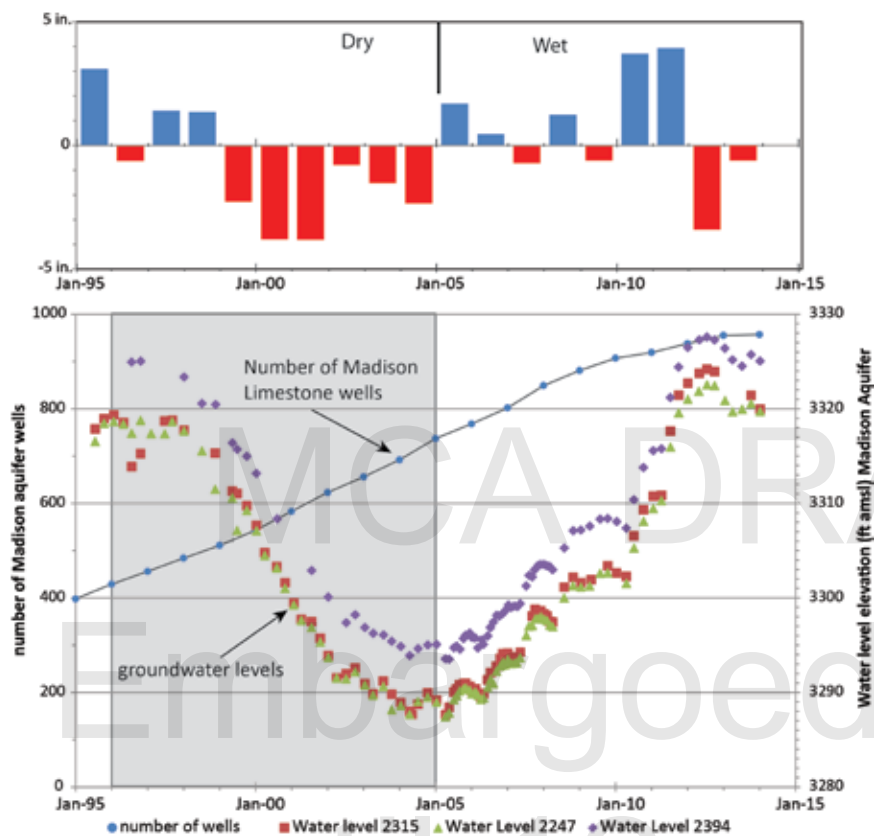 5 in.
Dry
Wet
0
-5 in.
Jan-95
Jan-00
Jan-05
Jan-10
Jan-15
1000
800
600
400
200
0
number of Madison aquifer wells
Number of Madison
Limestone wells
groundwater levels
MCA DRA
Embargoed
3330
3320
3310
3300
3290
3280
Water level elevation (ft amsl) Madison Aquifer
Jan-95
Jan-00
Jan-05
Jan-10
Jan-15
number of wells
Water level 2315
Water Level 2247
Water Level 2394